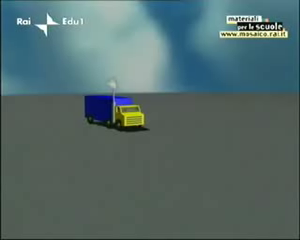 Rai Edu1
materiali
per le scuole
www.mosaico.rai.it